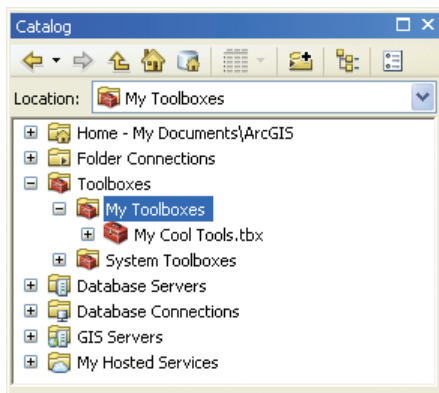 Catalog
Location: My Toolboxes
Home - My Documents\ArcGIS
Folder Connections
Toolboxes
My Toolboxes
My Cool Tools.tbx
System Toolboxes
Database Servers
Database Connections
GIS Servers
My Hosted Services